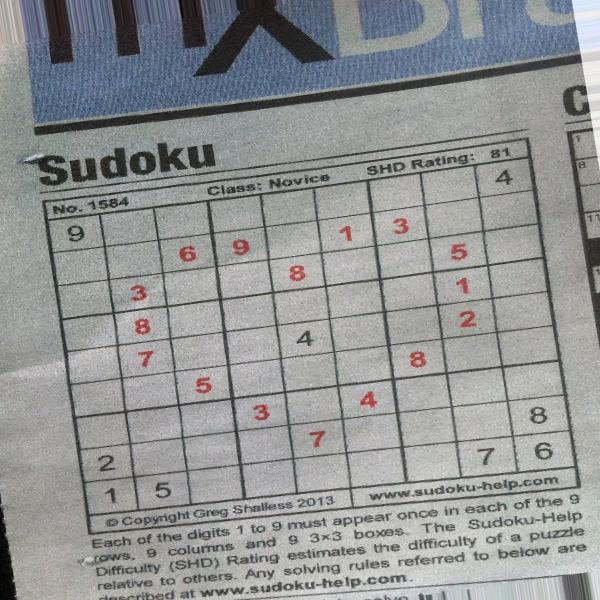 Sudoku
No. 1584 Class: Novice SHD Rating: 81
9 4
6 9 1 3
3 8 5
8 1
7 4 2
5 8
3 4
2 7 8
1 5 7 6
© Copyright Greg Shalless 2013 www.sudoku-help.com
Each of the digits 1 to 9 must appear once in each of the 9
rows, 9 columns and 9 3×3 boxes. The Sudoku-Help
Difficulty (SHD) Rating estimates the difficulty of a puzzle
relative to others. Any solving rules referred to below are
described at www.sudoku-help.com.